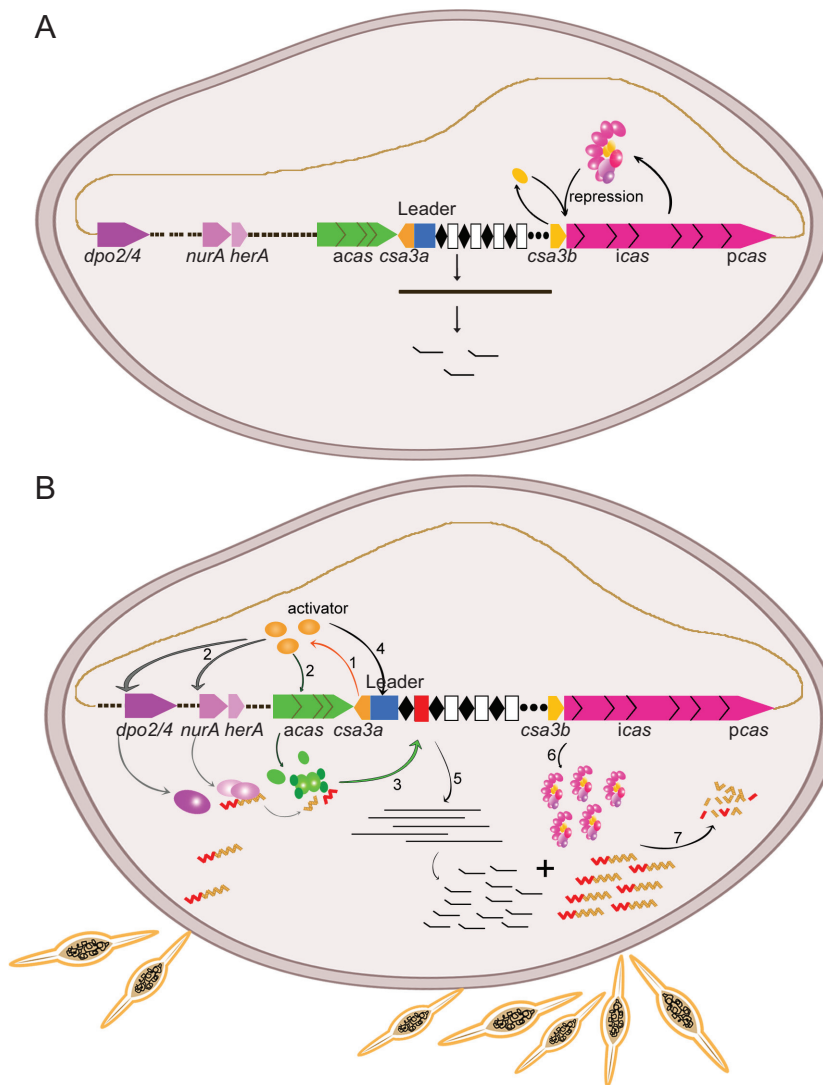 A
repression
Leader
dpo2/4 nurA herA acas csa3a csa3b icas pcas
B
activator
2 2 1 4
Leader
dpo2/4 nurA herA acas csa3a csa3b icas pcas
3 5 6 7
+